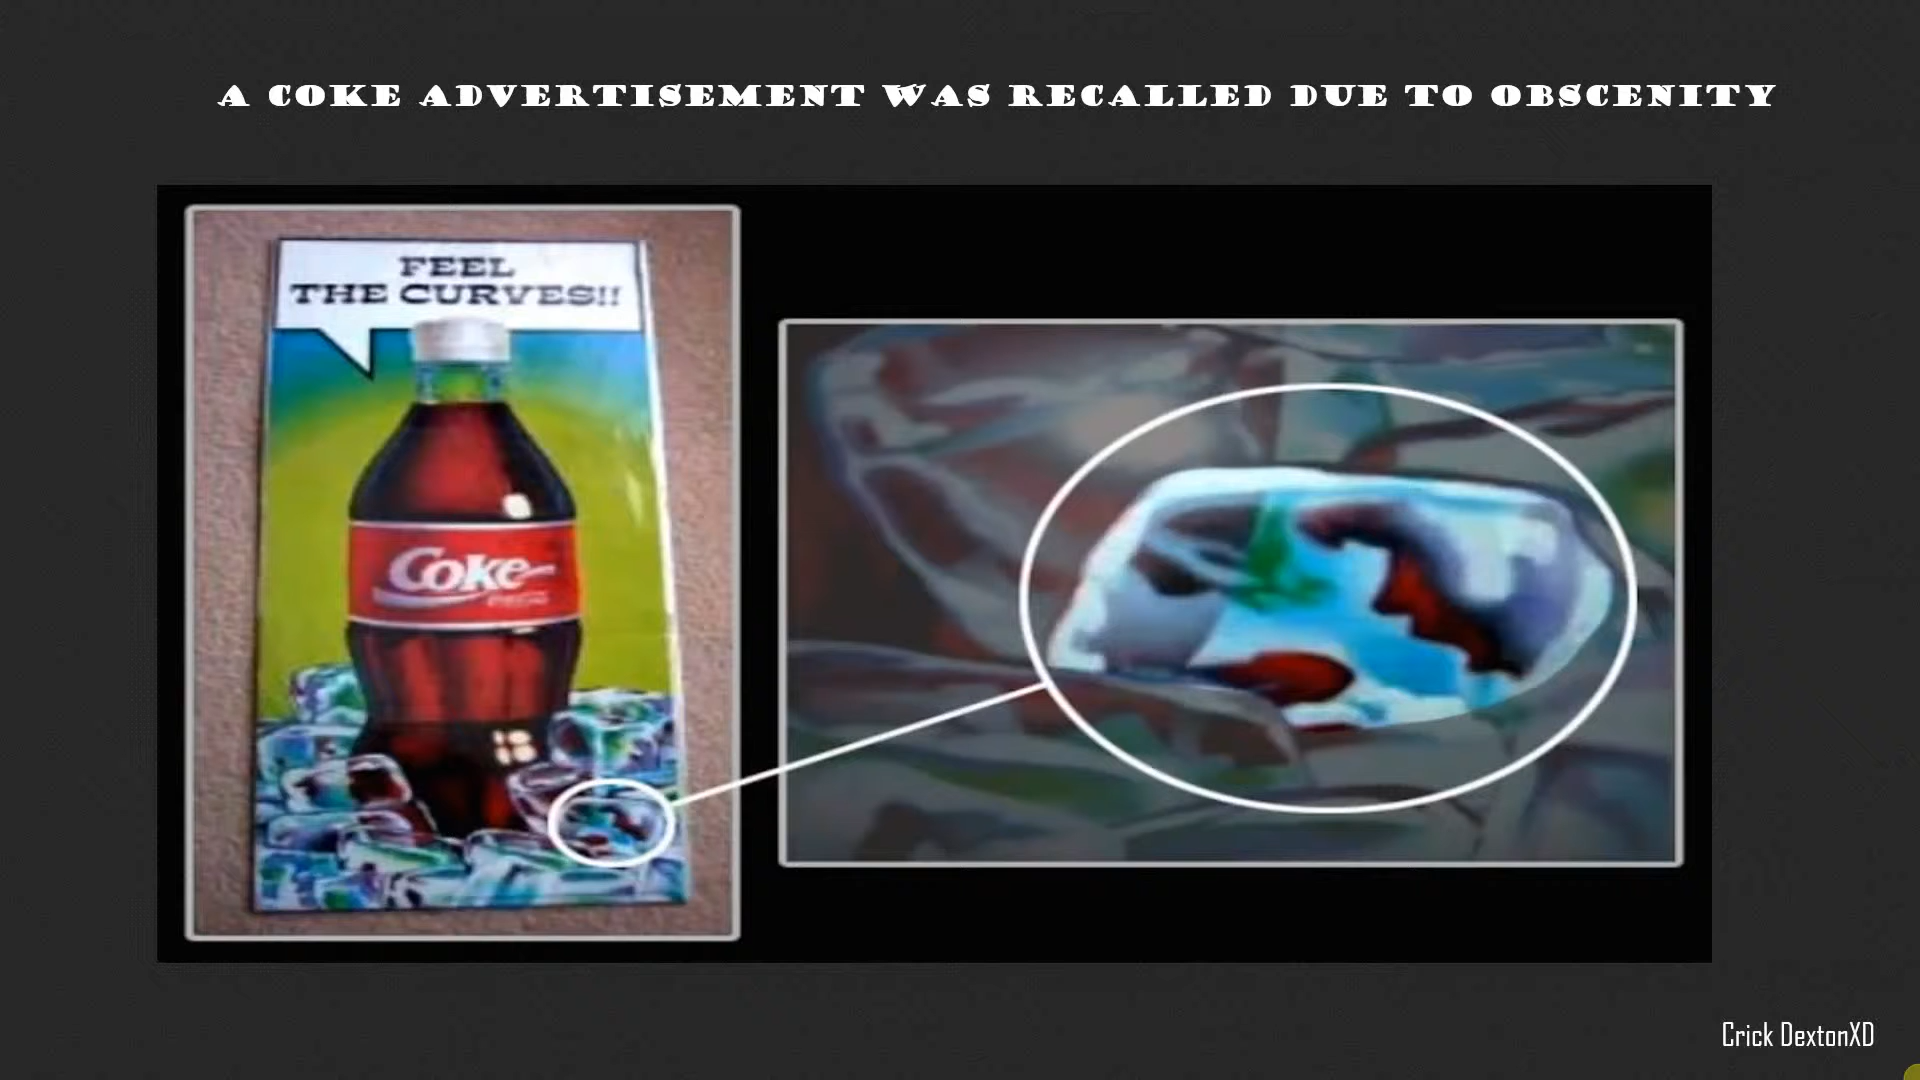 A COKE ADVERTISEMENT WAS RECALLED DUE TO OBSCENITY
FEEL
THE CURVES!!
Coke
Crick DextonXD